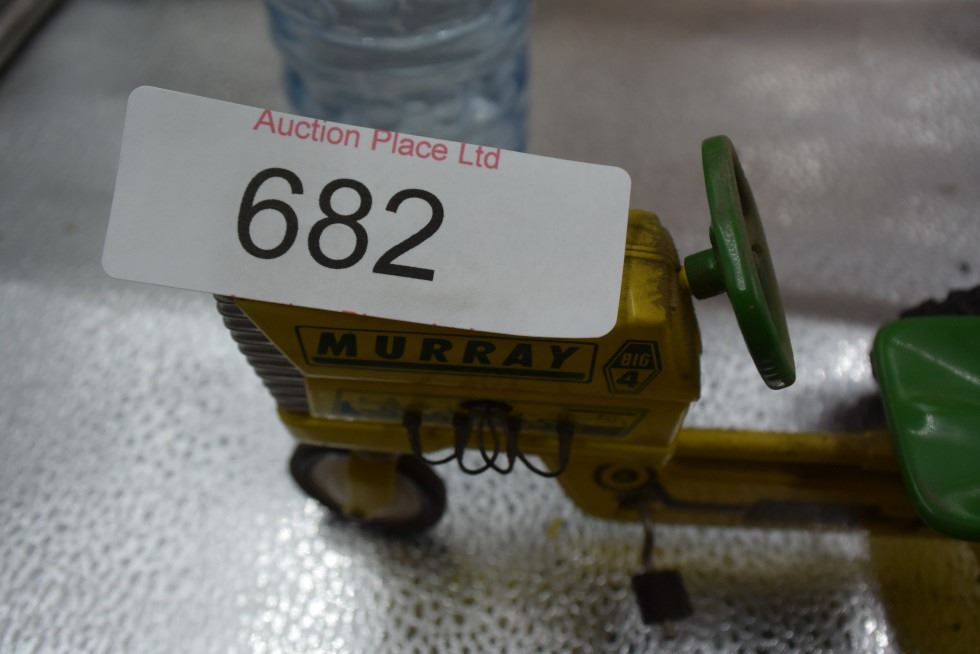 Auction Place Ltd
682
MURRAY
BIG
4